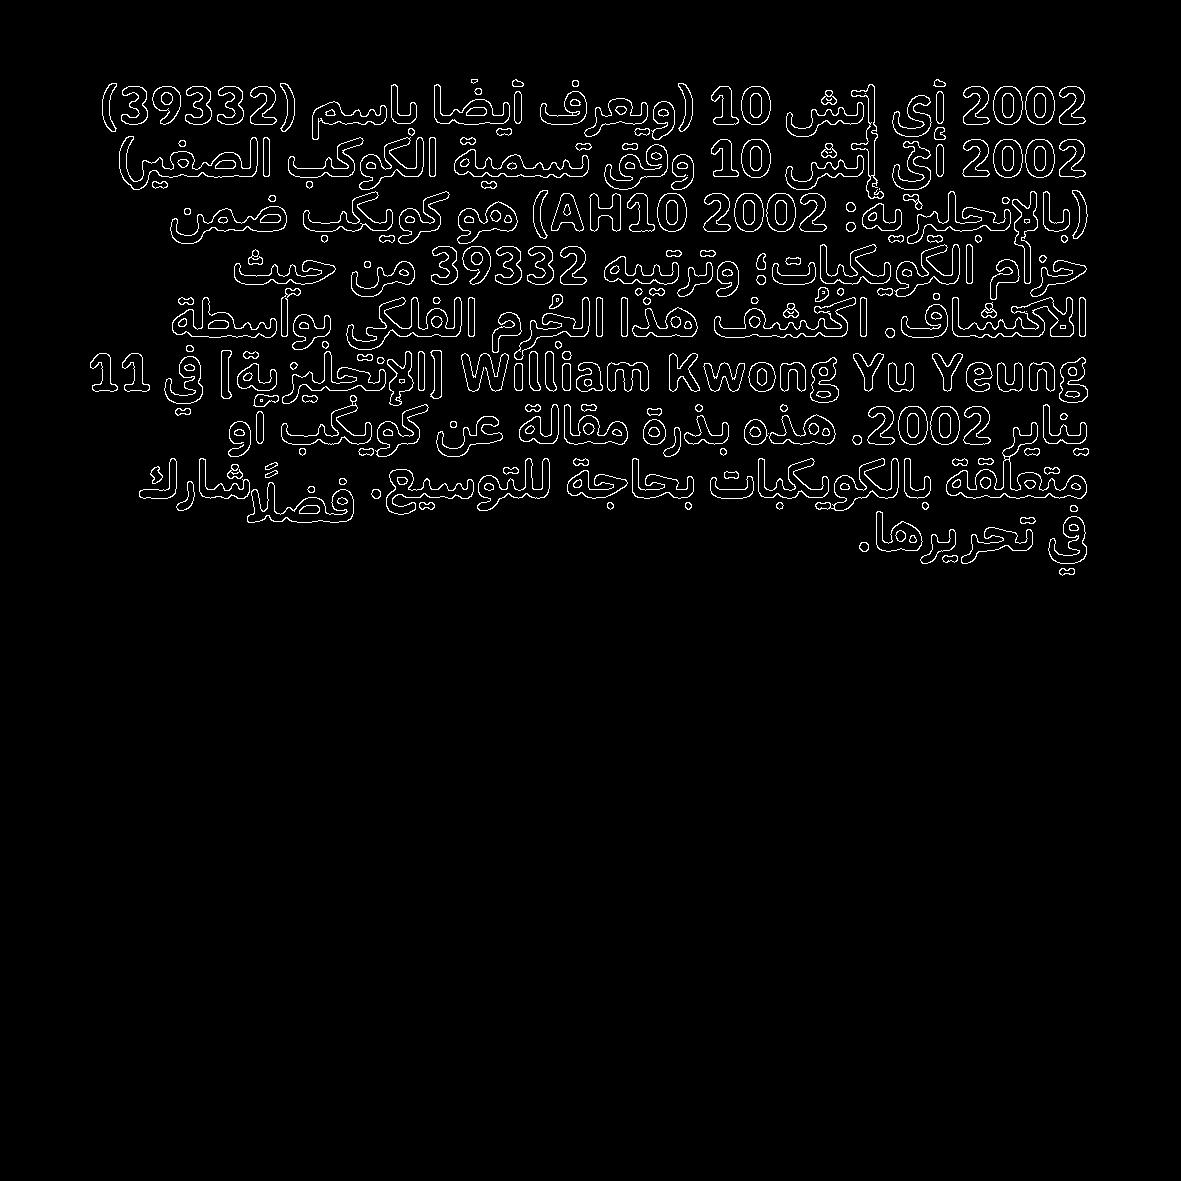 2002 أي إتش 10 (ويعرف أيضا باسم (39332)
2002 أي إتش 10 وفق تسمية الكوكب الصغير)
(بالإنجليزية: 2002 AH10) هو كويكب ضمن
حزام الكويكبات؛ وترتيبه 39332 من حيث
الاكتشاف. اكتُشف هذا الجُرم الفلكي بواسطة
William Kwong Yu Yeung [الإنجليزية] في 11
يناير 2002. هذه بذرة مقالة عن كويكب أو
متعلقة بالكويكبات بحاجة للتوسيع. فضلًا شارك
في تحريرها.